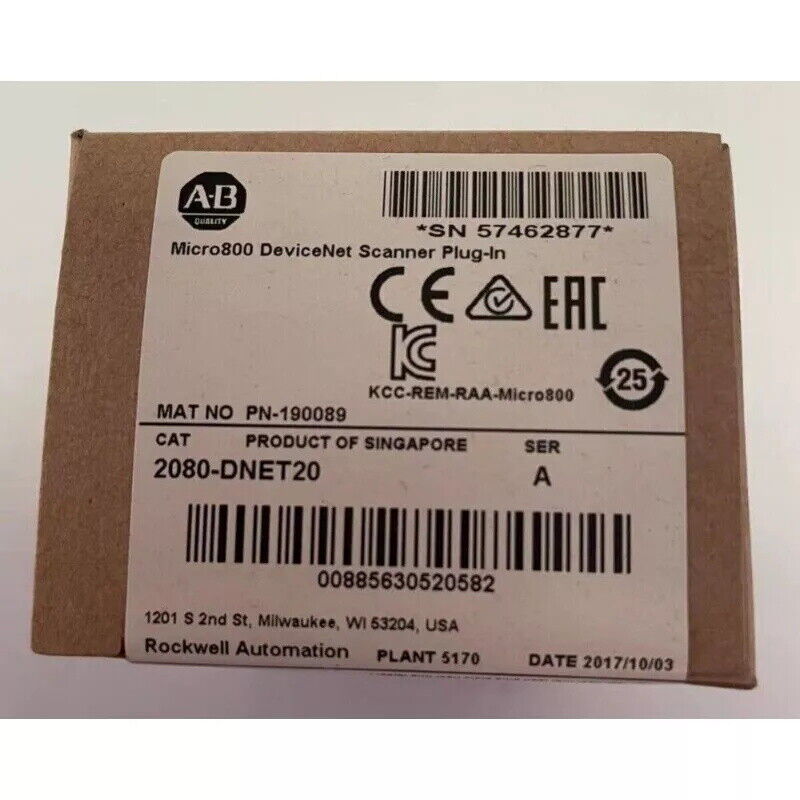 A-B
QUALITY
*SN 57462877*
Micro800 DeviceNet Scanner Plug-In
CE EAC
KC
KCC-REM-RAA-Micro800
25
MAT NO PN-190089
CAT PRODUCT OF SINGAPORE SER
2080-DNET20 A
00885630520582
1201 S 2nd St, Milwaukee, WI 53204, USA
Rockwell Automation PLANT 5170 DATE 2017/10/03